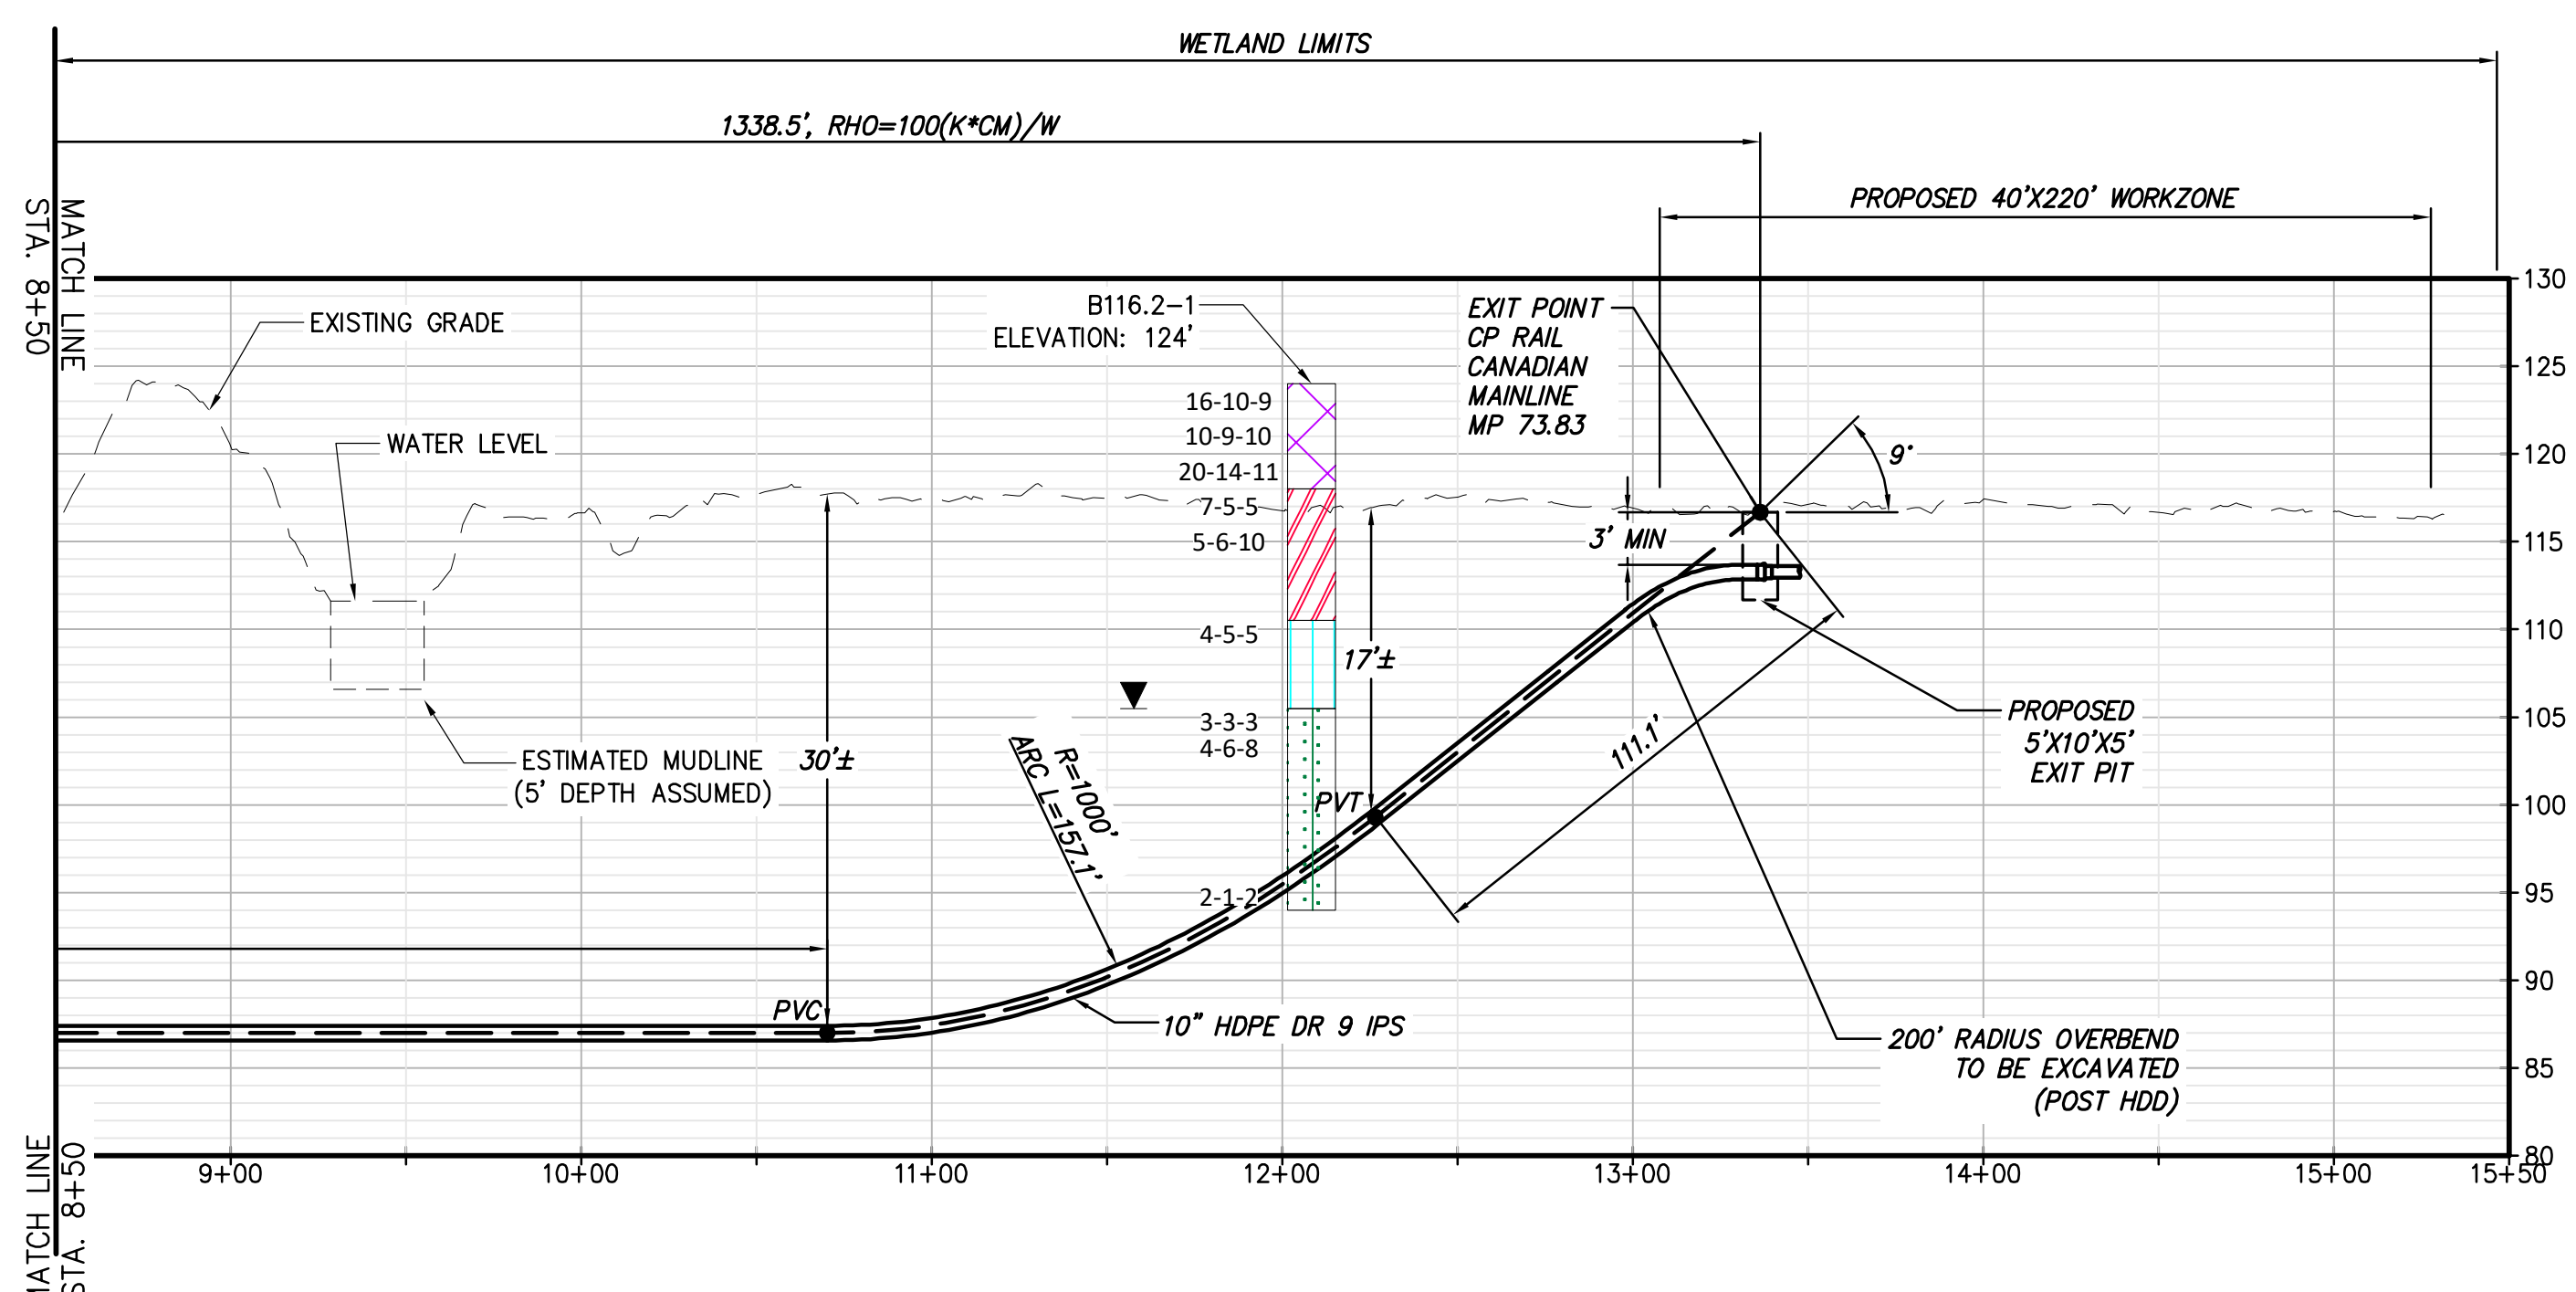 WETLAND LIMITS
1338.5', RHO=100(K*CM)/W
PROPOSED 40'X220' WORKZONE
MATCH LINE
STA. 8+50
EXISTING GRADE
WATER LEVEL
ESTIMATED MUDLINE
(5' DEPTH ASSUMED)
30'±
B116.2-1
ELEVATION: 124'
16-10-9
10-9-10
20-14-11
7-5-5
5-6-10
4-5-5
3-3-3
4-6-8
2-1-2
EXIT POINT
CP RAIL
CANADIAN
MAINLINE
MP 73.83
9°
3' MIN
17'±
PVT
111.1'
R=1000'
ARC L=157.1'
PVC
10" HDPE DR 9 IPS
PROPOSED
5'X10'X5'
EXIT PIT
200' RADIUS OVERBEND
TO BE EXCAVATED
(POST HDD)
130
125
120
115
110
105
100
95
90
85
80
9+00
10+00
11+00
12+00
13+00
14+00
15+00
15+50
MATCH LINE
STA. 8+50